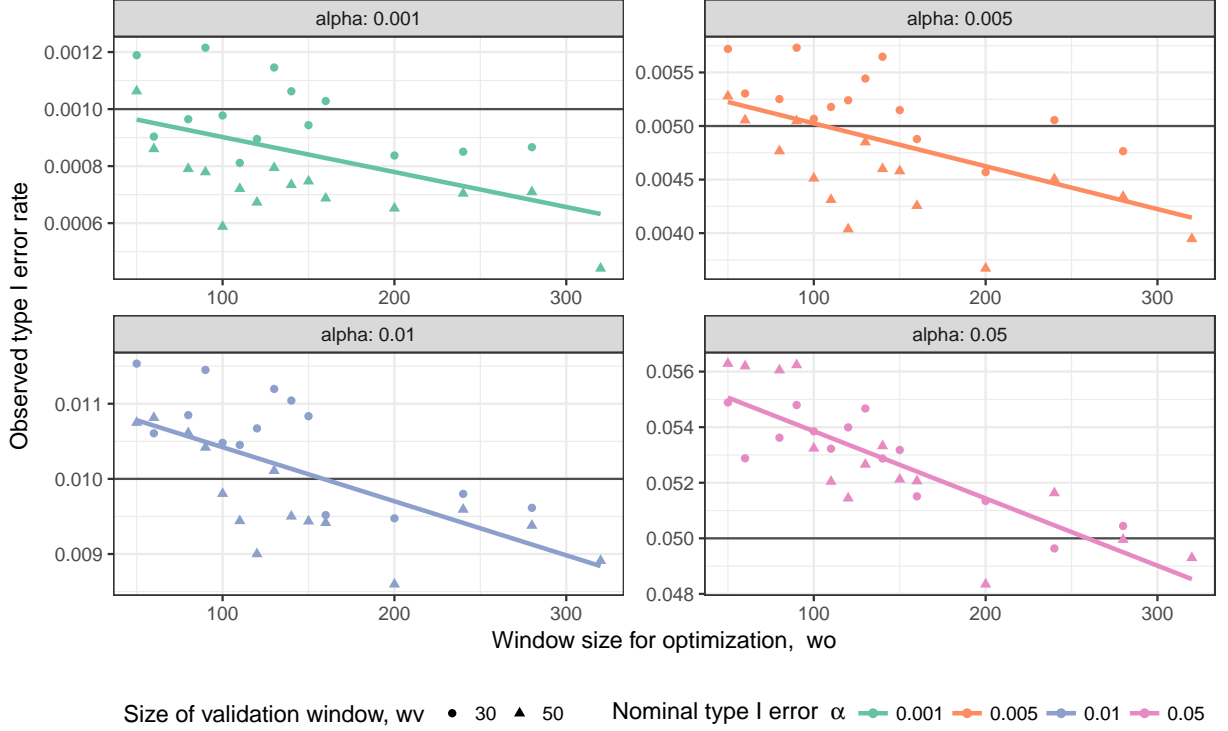 alpha: 0.001
alpha: 0.005
0.0012
0.0010
0.0008
0.0006
0.0055
0.0050
0.0045
0.0040
100 200 300
100 200 300
alpha: 0.01
alpha: 0.05
0.011
0.010
0.009
0.056
0.054
0.052
0.050
0.048
100 200 300
100 200 300
Observed type I error rate
Window size for optimization, wo
Size of validation window, wv 30 50 Nominal type I error α 0.001 0.005 0.01 0.05